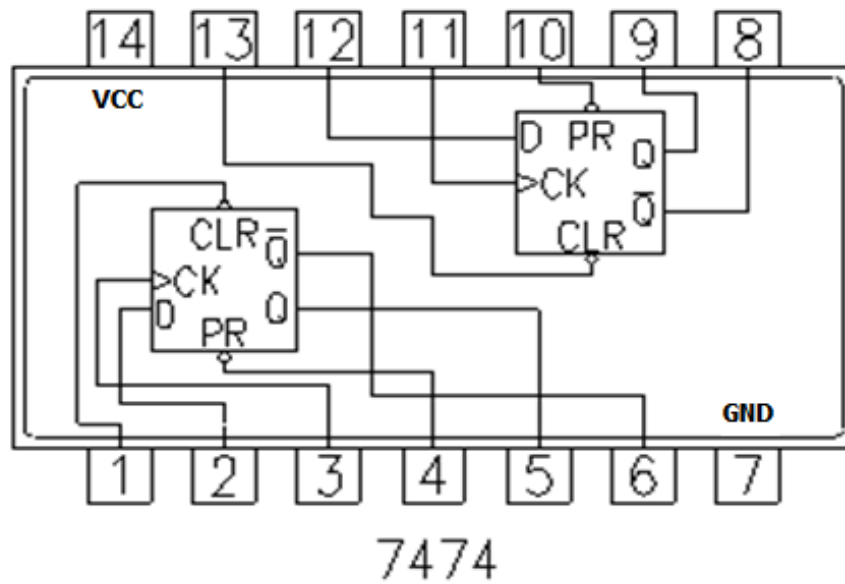 14 13 12 11 10 9 8
VCC
D PR Q
CK
Q̅
CLR
CLR Q̅
CK
D Q
PR
GND
1 2 3 4 5 6 7
7474